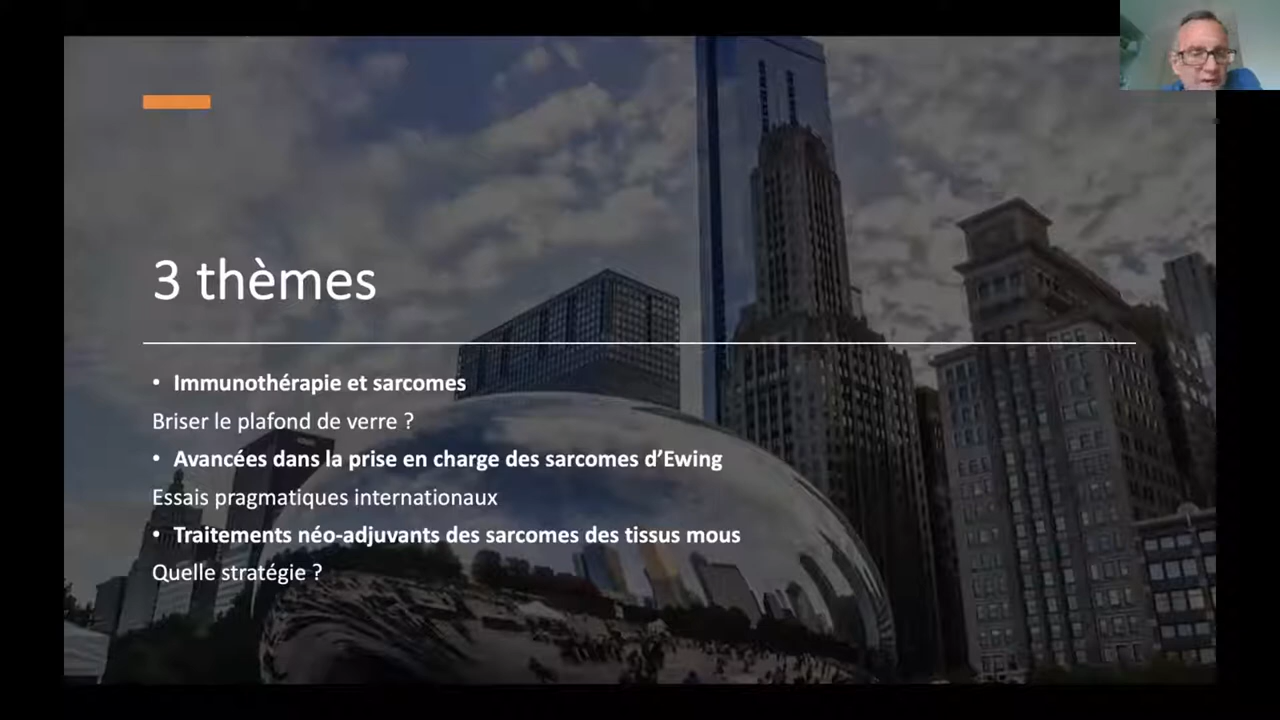 3 thèmes
• Immunothérapie et sarcomes
Briser le plafond de verre ?
• Avancées dans la prise en charge des sarcomes d’Ewing
Essais pragmatiques internationaux
• Traitements néo-adjuvants des sarcomes des tissus mous
Quelle stratégie ?